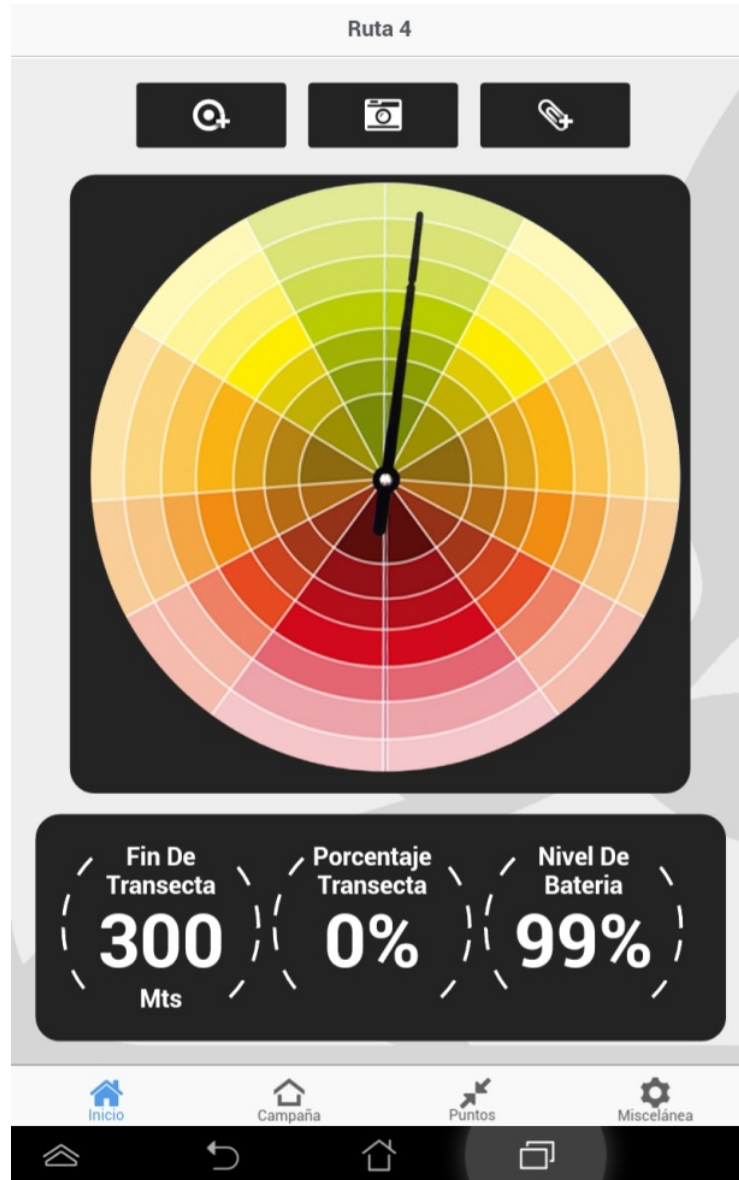 Ruta 4
Fin De
Transecta
300
Mts
Porcentaje
Transecta
0%
Nivel De
Bateria
99%
Inicio
Campaña
Puntos
Miscelánea